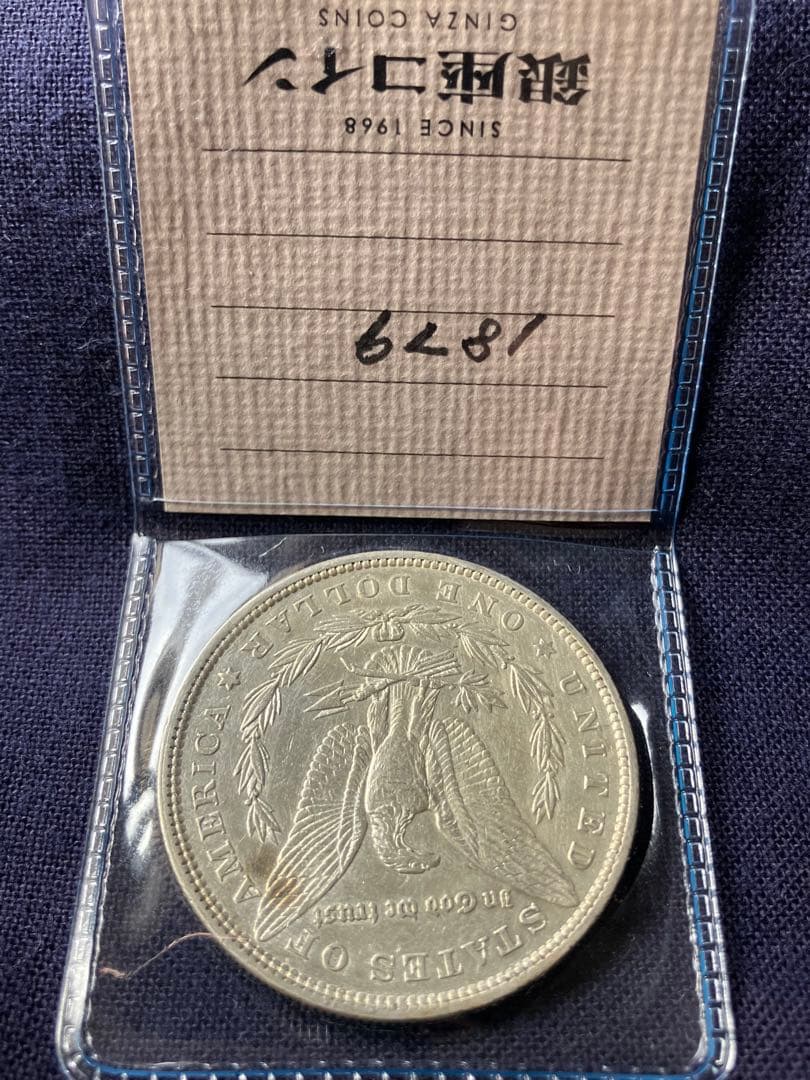 GINZA COINS
銀座コイン
SINCE 1968
1879
UNITED STATES OF AMERICA
In God we trust
ONE DOLLAR